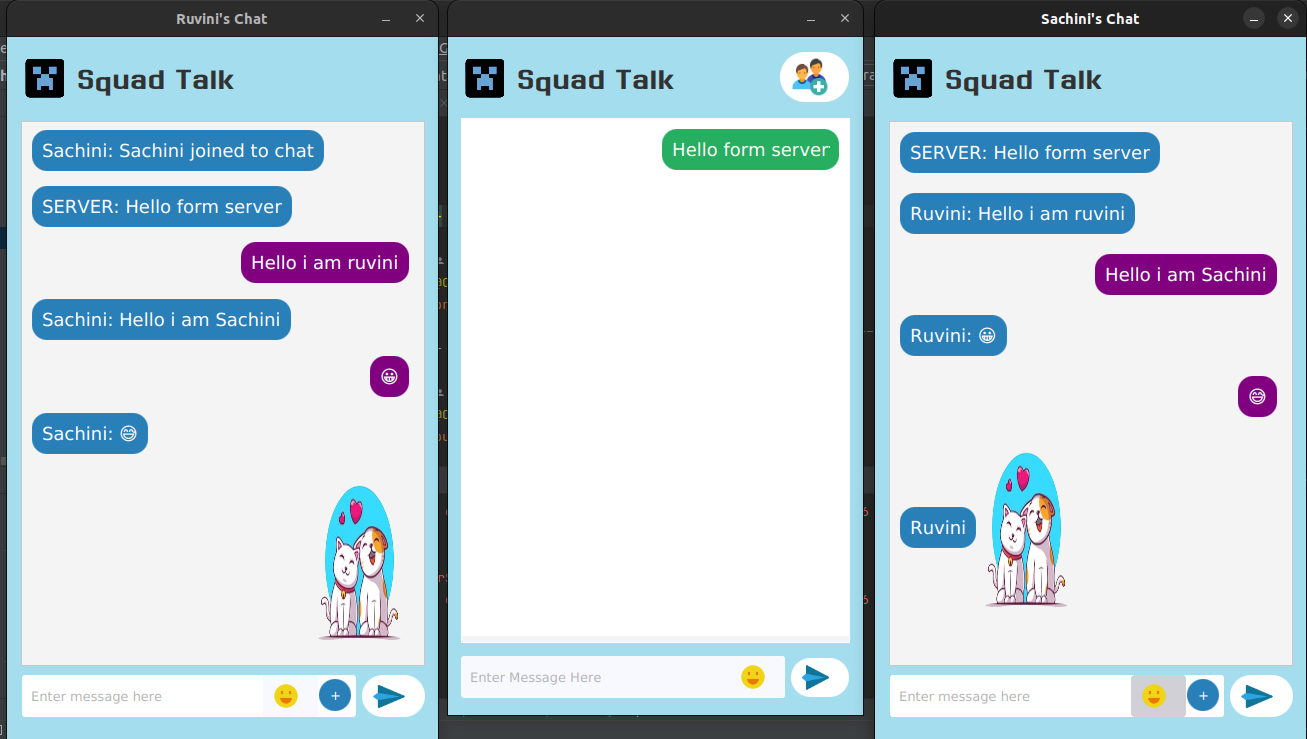 Ruvini's Chat
Squad Talk
Sachini: Sachini joined to chat
SERVER: Hello form server
Hello i am ruvini
Sachini: Hello i am Sachini
😀
Sachini: 😅
Enter message here
+
Squad Talk
Hello form server
Enter Message Here
Sachini's Chat
Squad Talk
SERVER: Hello form server
Ruvini: Hello i am ruvini
Hello i am Sachini
Ruvini: 😀
😅
Ruvini
Enter message here
+